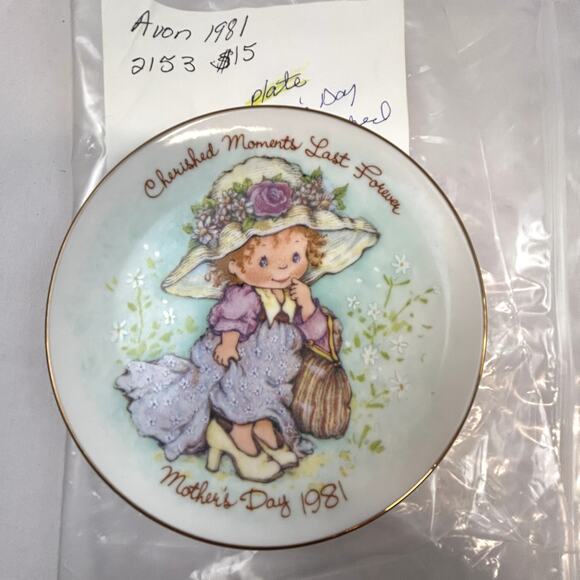 Avon 1981
2153 $15
plate
Day
Cherished Moments Last Forever
Mother's Day 1981